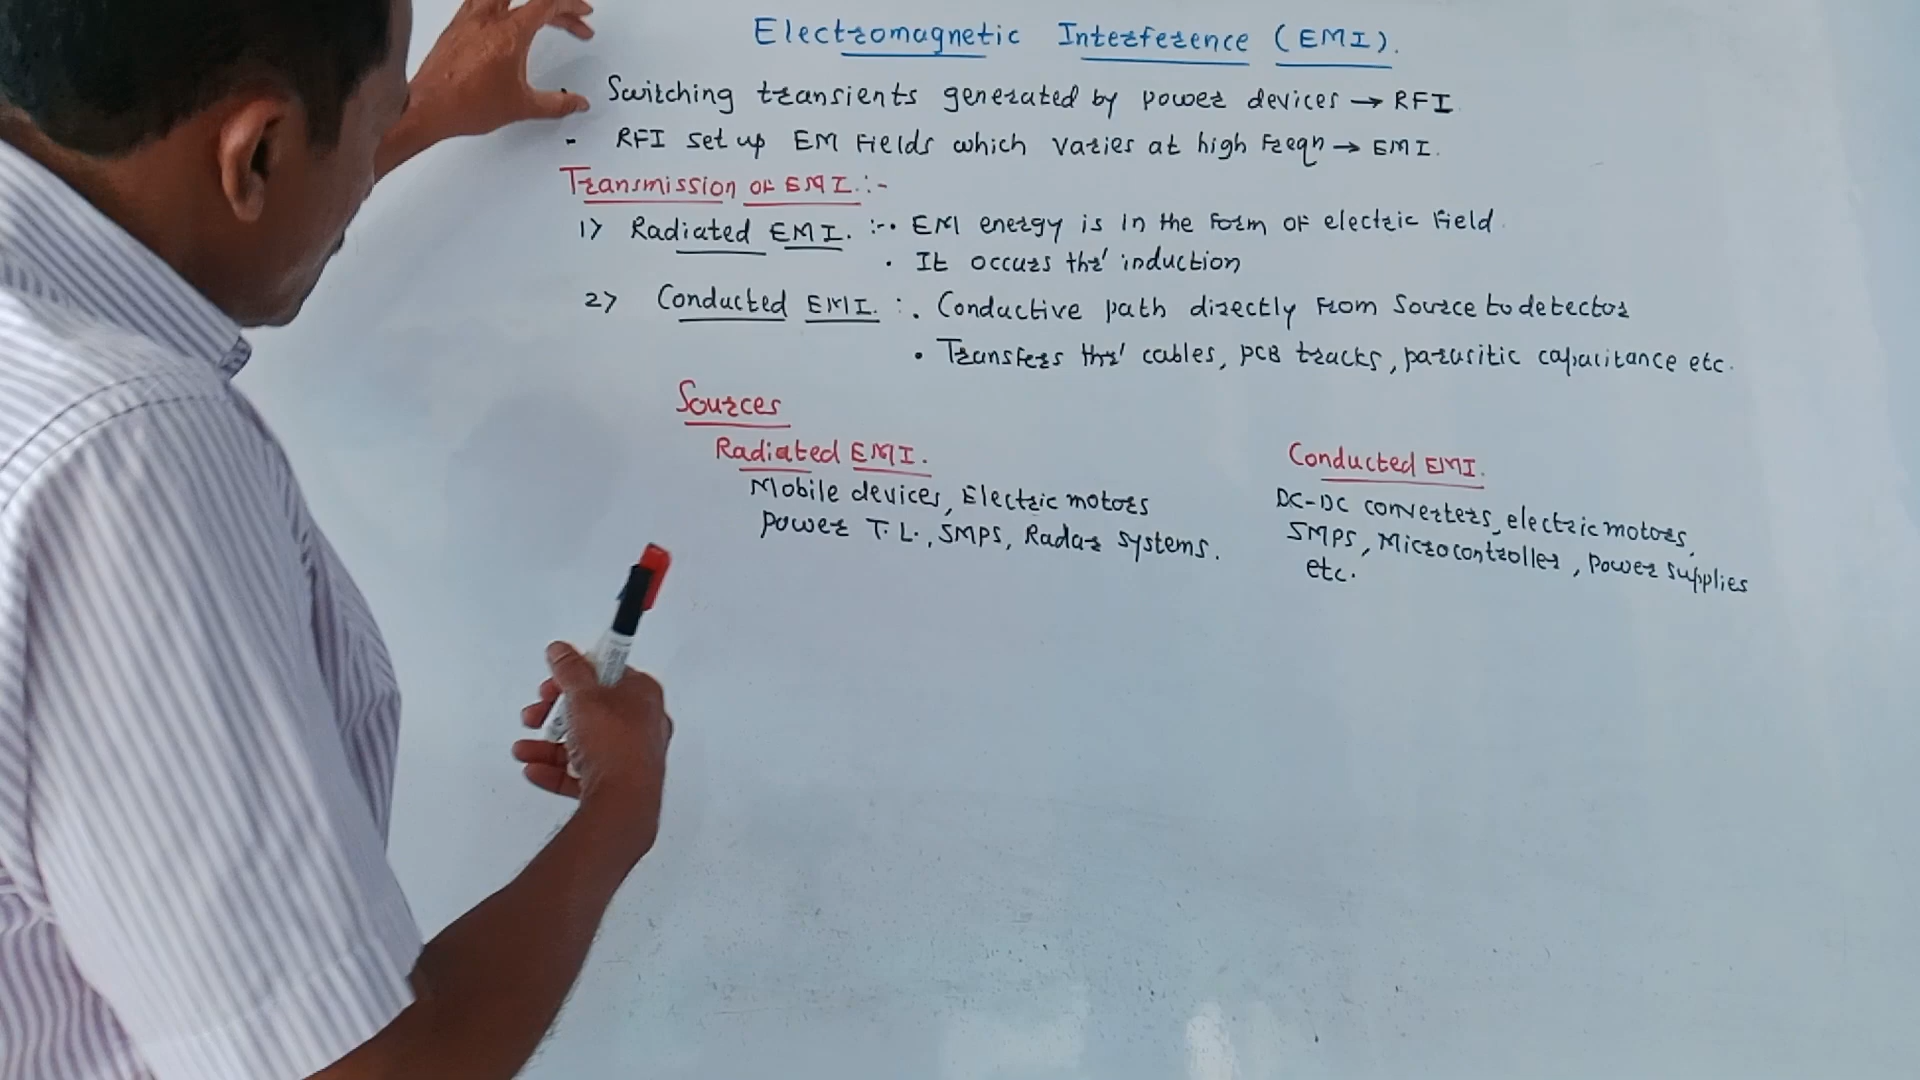 Electromagnetic Interference (EMI).
Switching transients generated by power devices → RFI
- RFI set up EM Fields which varies at high Freqn → EMI.
Transmission OF EMI.:-
1) Radiated EMI. :-. EMI energy is in the Form OF electric Field.
. It occurs thr' induction
2) Conducted EMI. :. Conductive path directly From Source to detector
• Transfers thr' cables, PCB tracks, parasitic capacitance etc.
Sources
Radiated EMI.
Mobile devices, Electric motors
Power T.L., SMPS, Radar systems.
Conducted EMI.
DC-DC converters, electric motors,
SMPS, Microcontroller, Power supplies
etc.